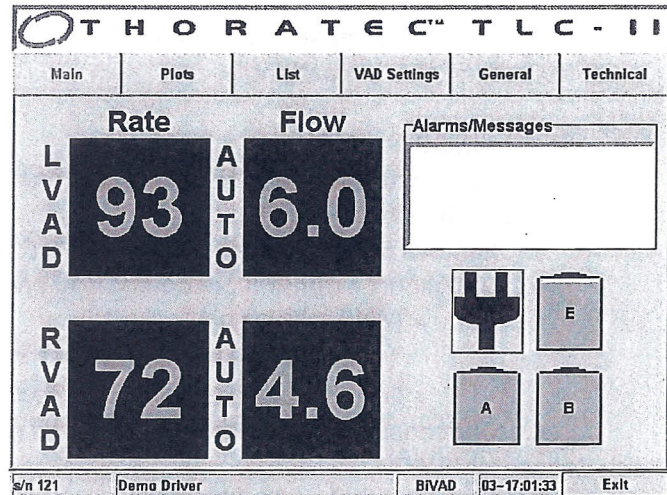 THORATEC™ TLC-II
Main Plots List VAD Settings General Technical
Rate Flow Alarms/Messages
LVAD 93 AUTO 6.0
E
RVAD 72 AUTO 4.6
A B
s/n 121 Demo Driver BiVAD 03-17:01:33 Exit